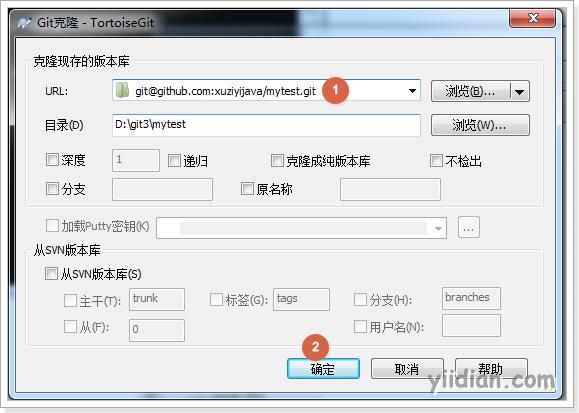 Git克隆 - TortoiseGit
克隆现存的版本库
URL: git@github.com:xuziyijava/mytest.git 1 浏览(B)...
目录(D) D:\git3\mytest 浏览(W)...
深度 1 递归 克隆成纯版本库 不检出
分支 原名称
加载Putty密钥(K) ...
从SVN版本库
从SVN版本库(S)
主干(T): trunk 标签(G): tags 分支(H): branches
从(F): 0 用户名(N):
2
确定 取消 帮助
yiidian.com